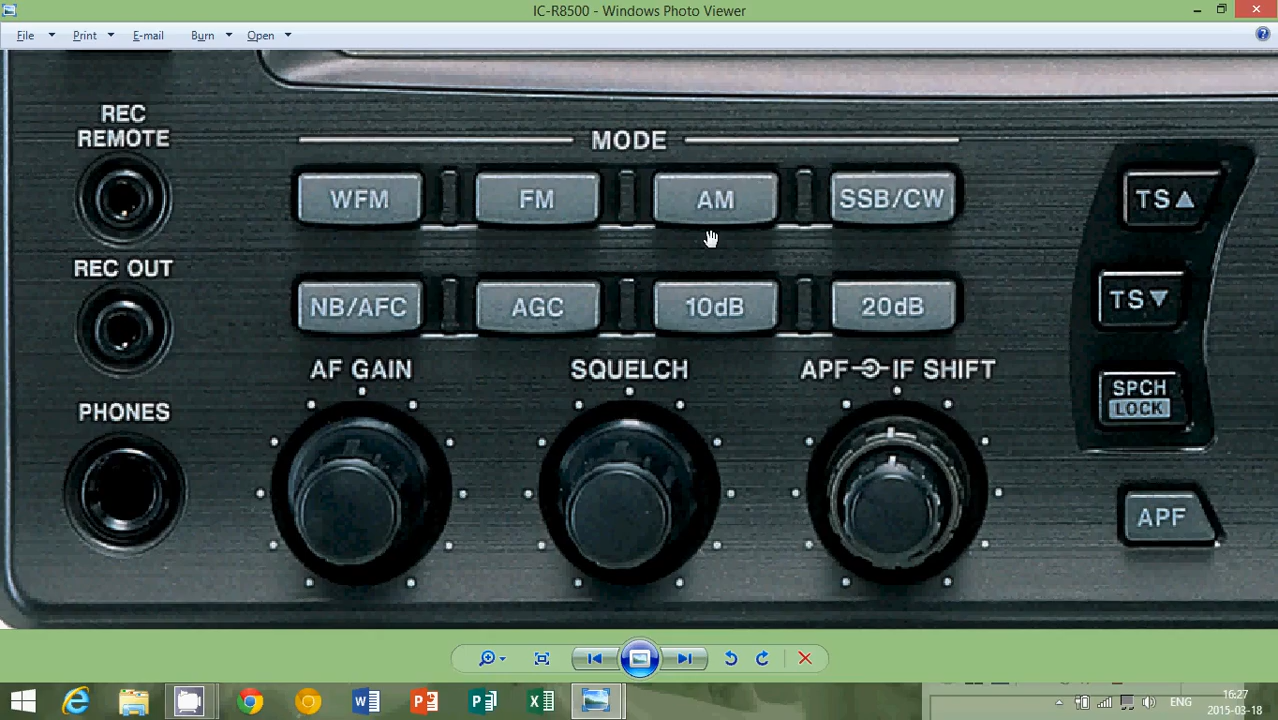 IC-R8500 - Windows Photo Viewer
File Print E-mail Burn Open
REC
REMOTE
MODE
WFM FM AM SSB/CW
TS▲
REC OUT
NB/AFC AGC 10dB 20dB
TS▼
AF GAIN SQUELCH APF IF SHIFT
SPCH
LOCK
PHONES
APF
ENG
16:27
2015-03-18